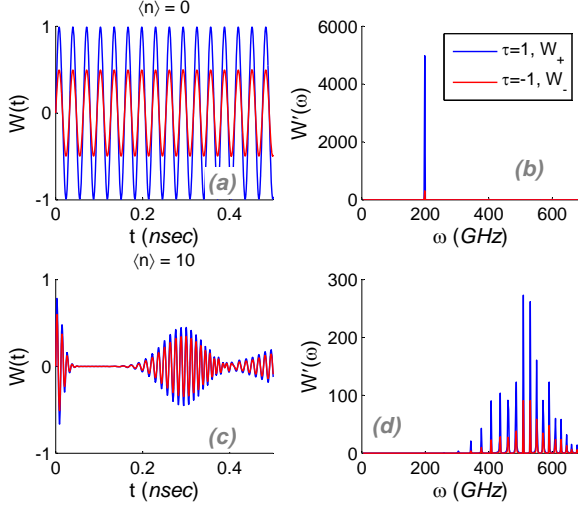 ⟨n⟩ = 0
1
0
-1
W(t)
0
0.2
0.4
t (nsec)
(a)
6000
4000
2000
0
W'(ω)
0
200
400
600
ω (GHz)
(b)
τ=1, W₊
τ=-1, W₋
⟨n⟩ = 10
1
0
-1
W(t)
0
0.2
0.4
t (nsec)
(c)
300
200
100
0
W'(ω)
0
200
400
600
ω (GHz)
(d)